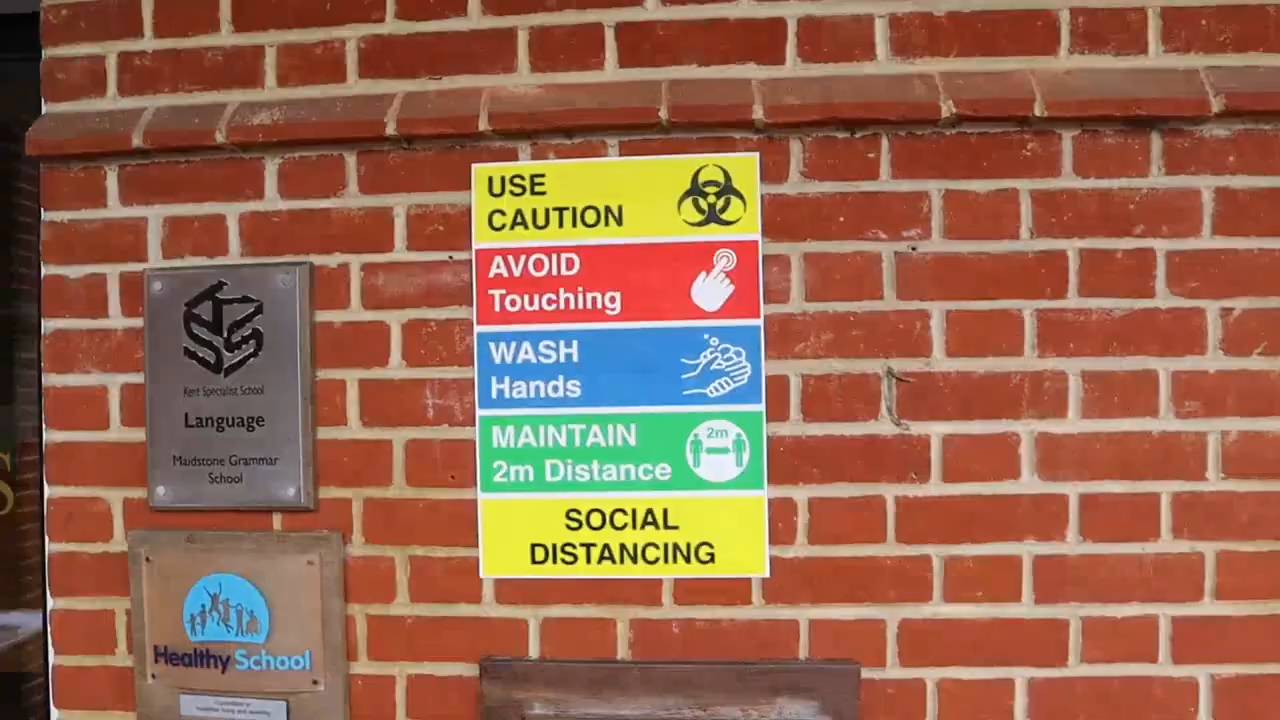 USE
CAUTION
AVOID
Touching
WASH
Hands
MAINTAIN
2m Distance
2m
SOCIAL
DISTANCING
KSS
Kent Specialist School
Language
Maidstone Grammar
School
Healthy School
S